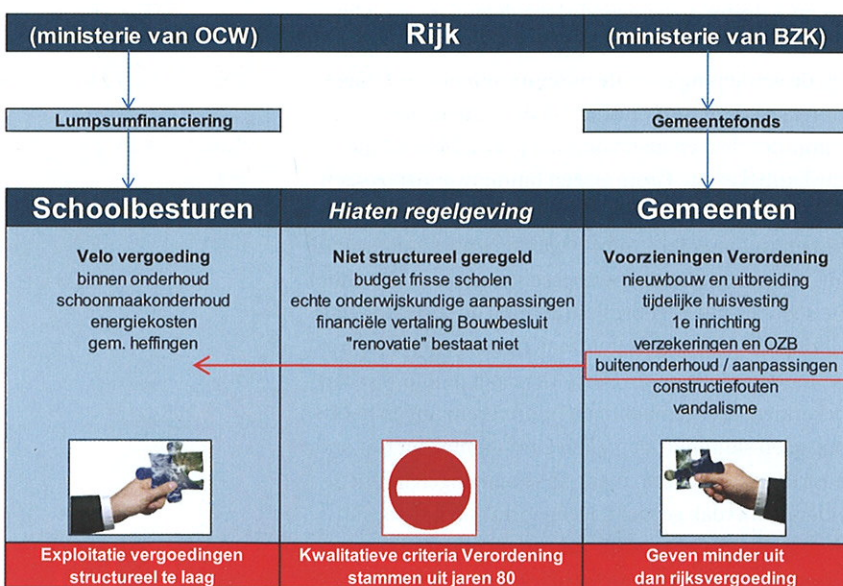 (ministerie van OCW)
Rijk
(ministerie van BZK)
Lumpsumfinanciering
Gemeentefonds
Schoolbesturen
Velo vergoeding
binnen onderhoud
schoonmaakonderhoud
energiekosten
gem. heffingen
Exploitatie vergoedingen
structureel te laag
Hiaten regelgeving
Niet structureel geregeld
budget frisse scholen
echte onderwijskundige aanpassingen
financiële vertaling Bouwbesluit
"renovatie" bestaat niet
Kwalitatieve criteria Verordening
stammen uit jaren 80
Gemeenten
Voorzieningen Verordening
nieuwbouw en uitbreiding
tijdelijke huisvesting
1e inrichting
verzekeringen en OZB
buitenonderhoud / aanpassingen
constructiefouten
vandalisme
Geven minder uit
dan rijksvergoeding